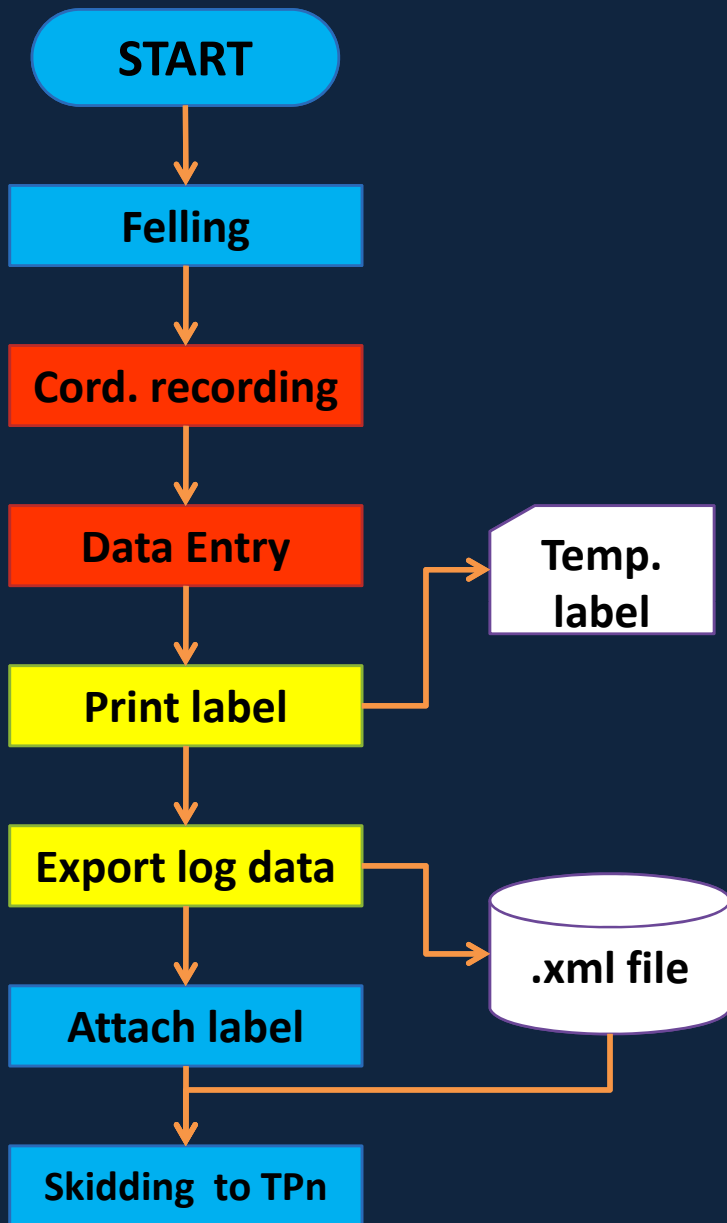 START
Felling
Cord. recording
Data Entry
Temp.
label
Print label
Export log data
.xml file
Attach label
Skidding  to TPn